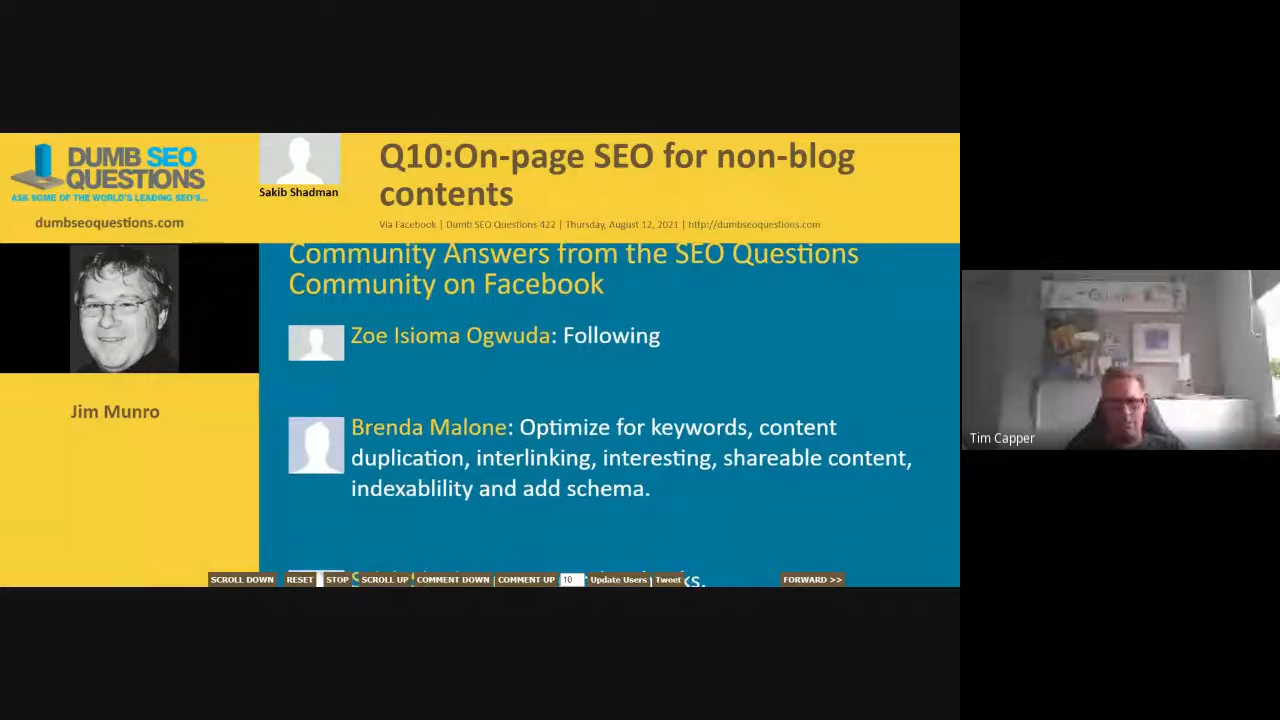 DUMB SEO
QUESTIONS
ASK SOME OF THE WORLD'S LEADING SEO'S...
dumbseoquestions.com
Sakib Shadman
Q10:On-page SEO for non-blog
contents
Via Facebook | Dumb SEO Questions 422 | Thursday, August 12, 2021 | http://dumbseoquestions.com
Jim Munro
Community Answers from the SEO Questions
Community on Facebook
Zoe Isioma Ogwuda: Following
Brenda Malone: Optimize for keywords, content
duplication, interlinking, interesting, shareable content,
indexablility and add schema.
SCROLL DOWN RESET STOP SCROLL UP COMMENT DOWN COMMENT UP 10 Update Users Tweet FORWARD >>
Tim Capper